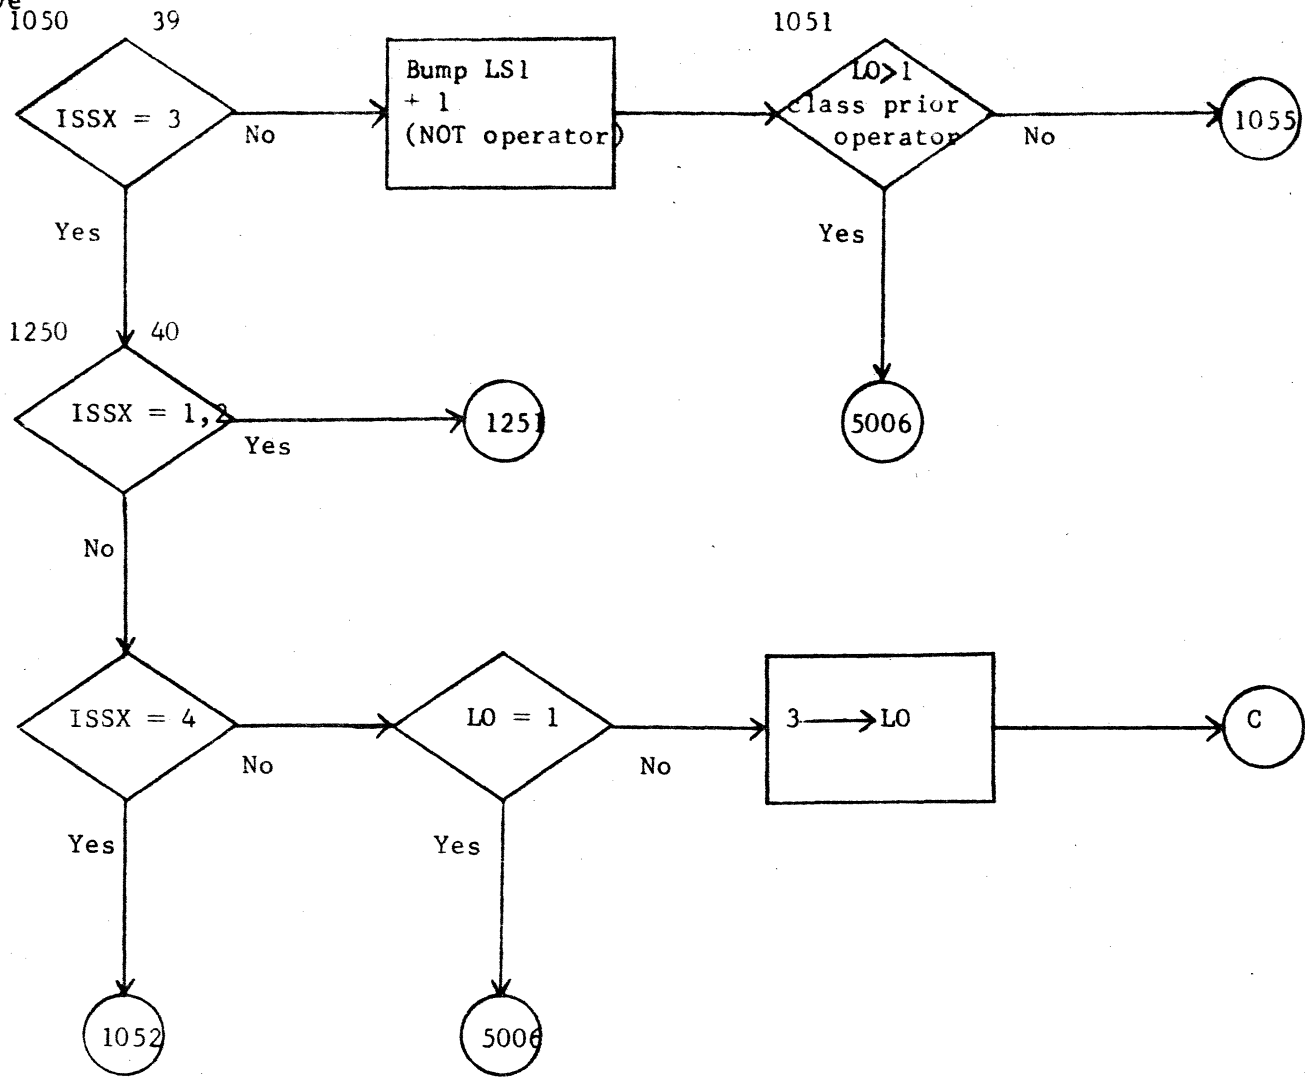 1050 39 1051
ISSX = 3
No
Bump LS1
+ 1
(NOT operator)
LO>1
class prior
operator
No
1055
Yes
Yes
1250 40
ISSX = 1,2
Yes
1251
5006
No
ISSX = 4
No
LO = 1
No
3 → LO
C
Yes
Yes
1052
5006